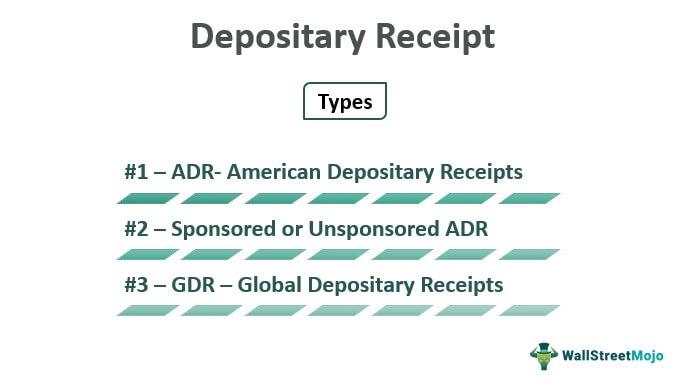 Depositary Receipt
Types
#1 – ADR- American Depositary Receipts
#2 – Sponsored or Unsponsored ADR
#3 – GDR – Global Depositary Receipts
WallStreetMojo